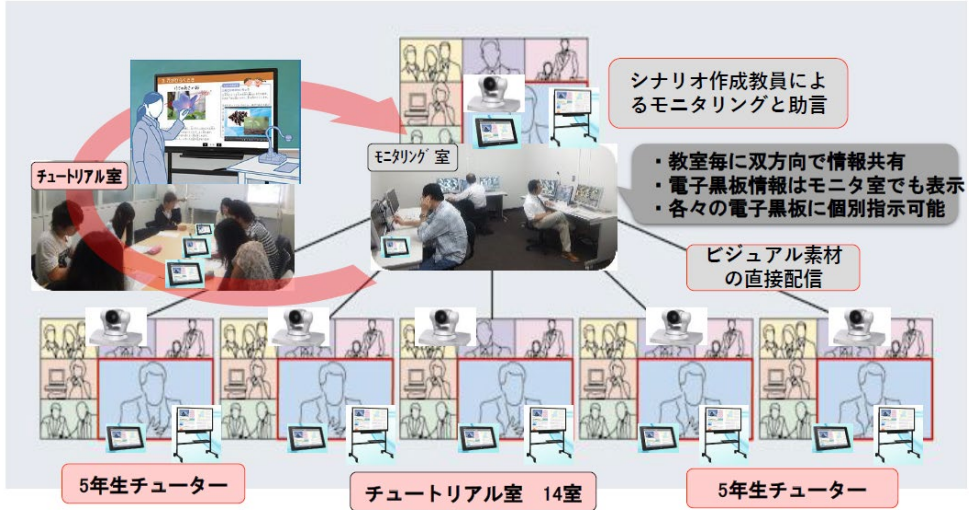 シナリオ作成教員によ
るモニタリングと助言
チュートリアル室
ﾓﾆﾀﾘﾝｸﾞ室
・教室毎に双方向で情報共有
・電子黒板情報はモニタ室でも表示
・各々の電子黒板に個別指示可能
ビジュアル素材
の直接配信
5年生チューター
チュートリアル室　14室
5年生チューター